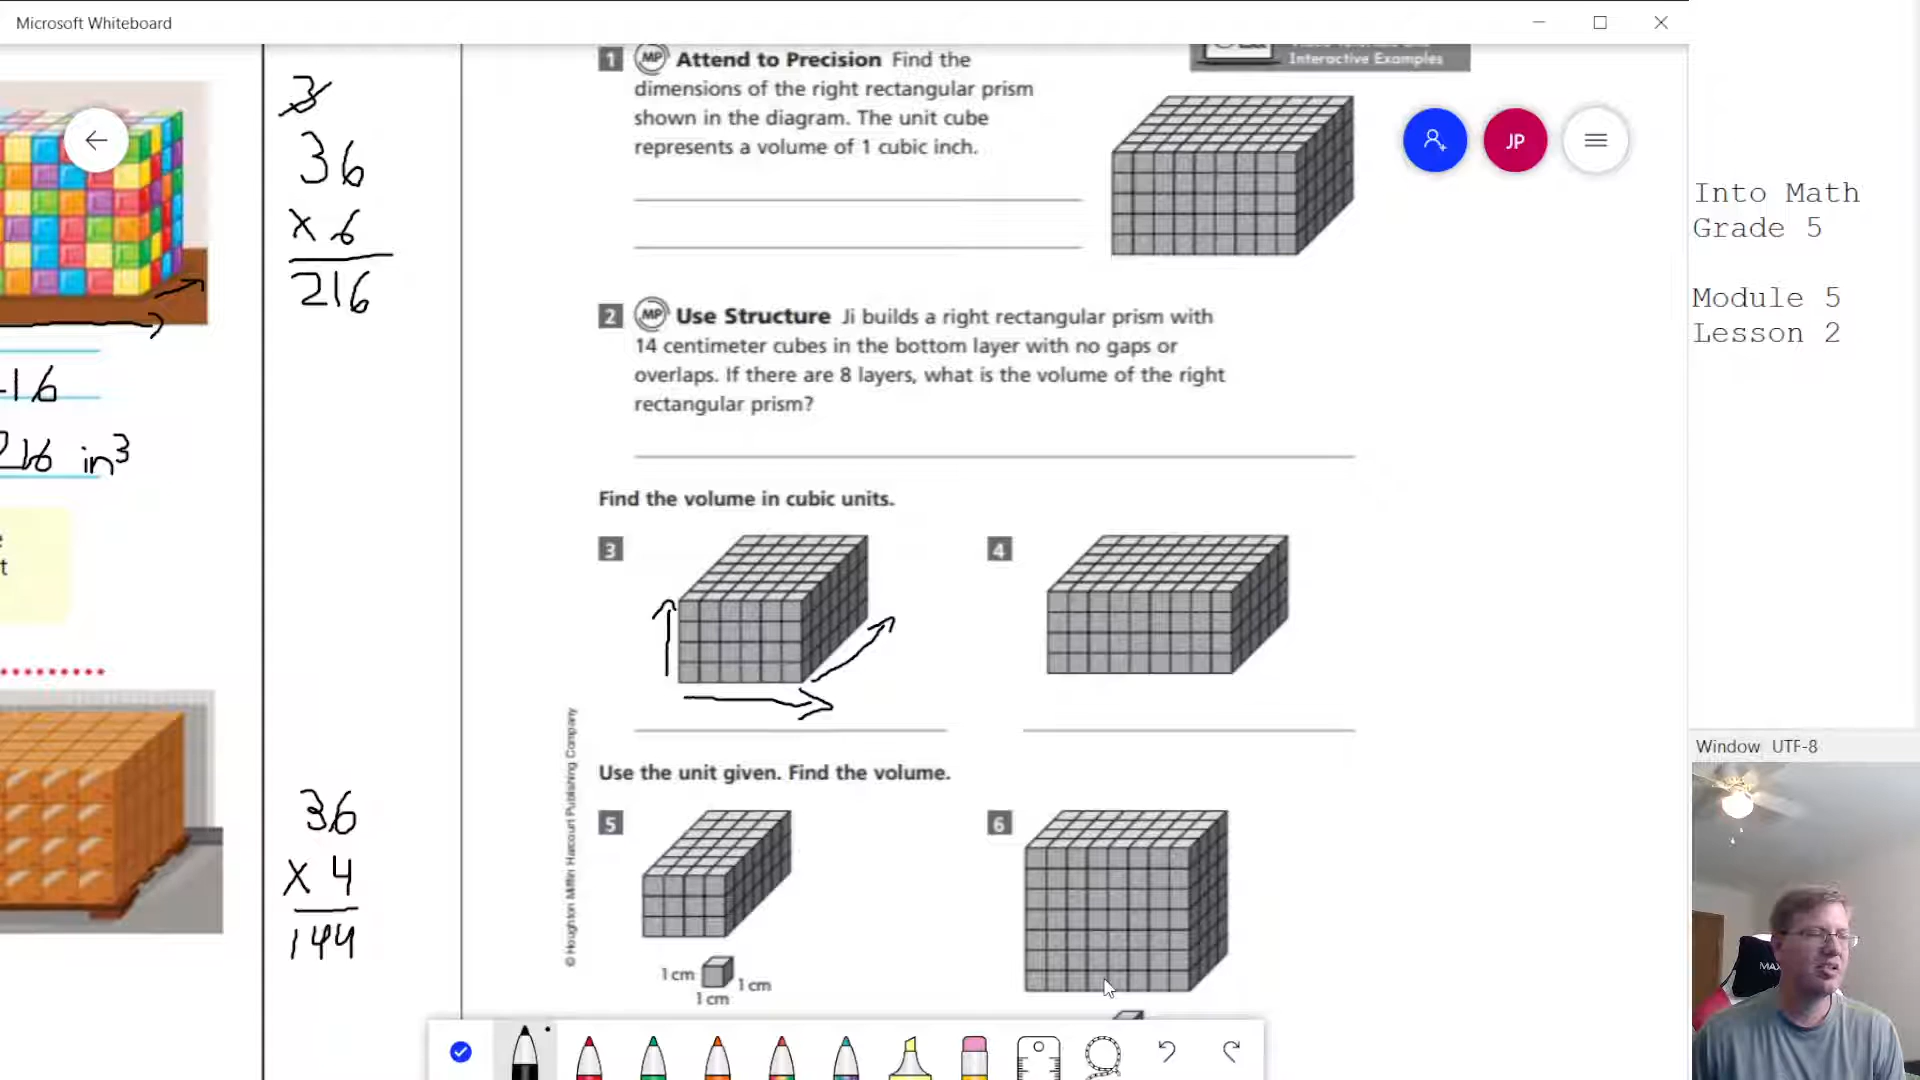 Microsoft Whiteboard
3
36
x 6
216
16
216 in³
t
36
x 4
144
1 MP Attend to Precision Find the
dimensions of the right rectangular prism
shown in the diagram. The unit cube
represents a volume of 1 cubic inch.
Interactive Examples
2 MP Use Structure Ji builds a right rectangular prism with
14 centimeter cubes in the bottom layer with no gaps or
overlaps. If there are 8 layers, what is the volume of the right
rectangular prism?
Find the volume in cubic units.
3
4
Use the unit given. Find the volume.
5
6
1 cm
1 cm
1 cm
© Houghton Mifflin Harcourt Publishing Company
JP
Into Math
Grade 5
Module 5
Lesson 2
Window UTF-8
MAX